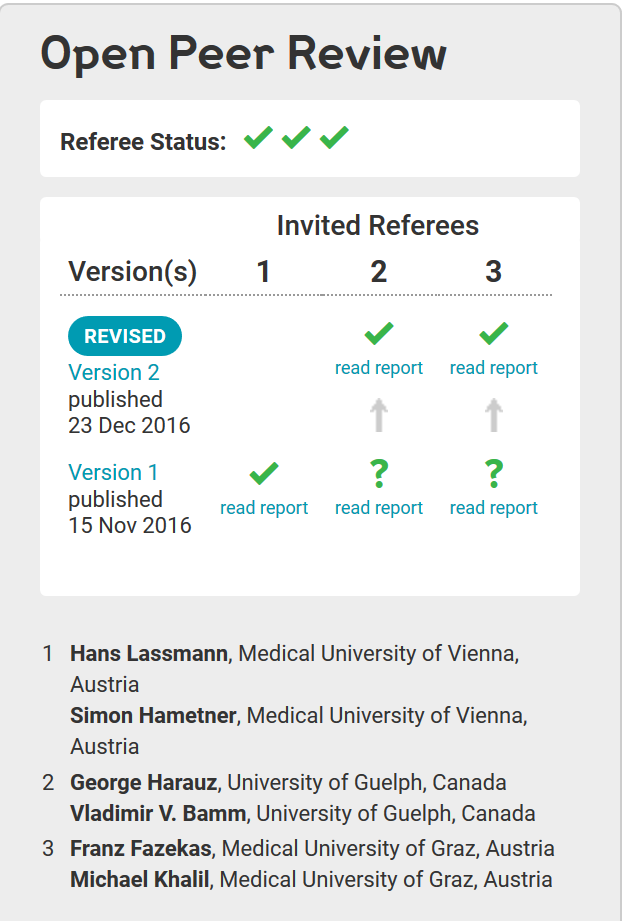 Open Peer Review
Referee Status: ✔ ✔ ✔
Invited Referees
Version(s) 1 2 3
REVISED
✔ ✔
Version 2 read report read report
published
23 Dec 2016
Version 1 ✔ ? ?
published read report read report read report
15 Nov 2016
1 Hans Lassmann, Medical University of Vienna,
Austria
Simon Hametner, Medical University of Vienna,
Austria
2 George Harauz, University of Guelph, Canada
Vladimir V. Bamm, University of Guelph, Canada
3 Franz Fazekas, Medical University of Graz, Austria
Michael Khalil, Medical University of Graz, Austria